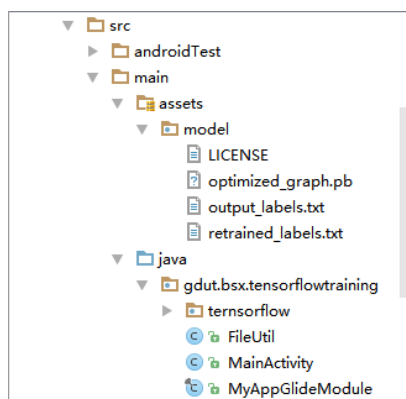 src
androidTest
main
assets
model
LICENSE
optimized_graph.pb
output_labels.txt
retrained_labels.txt
java
gdut.bsx.tensorflowtraining
ternsorflow
FileUtil
MainActivity
MyAppGlideModule